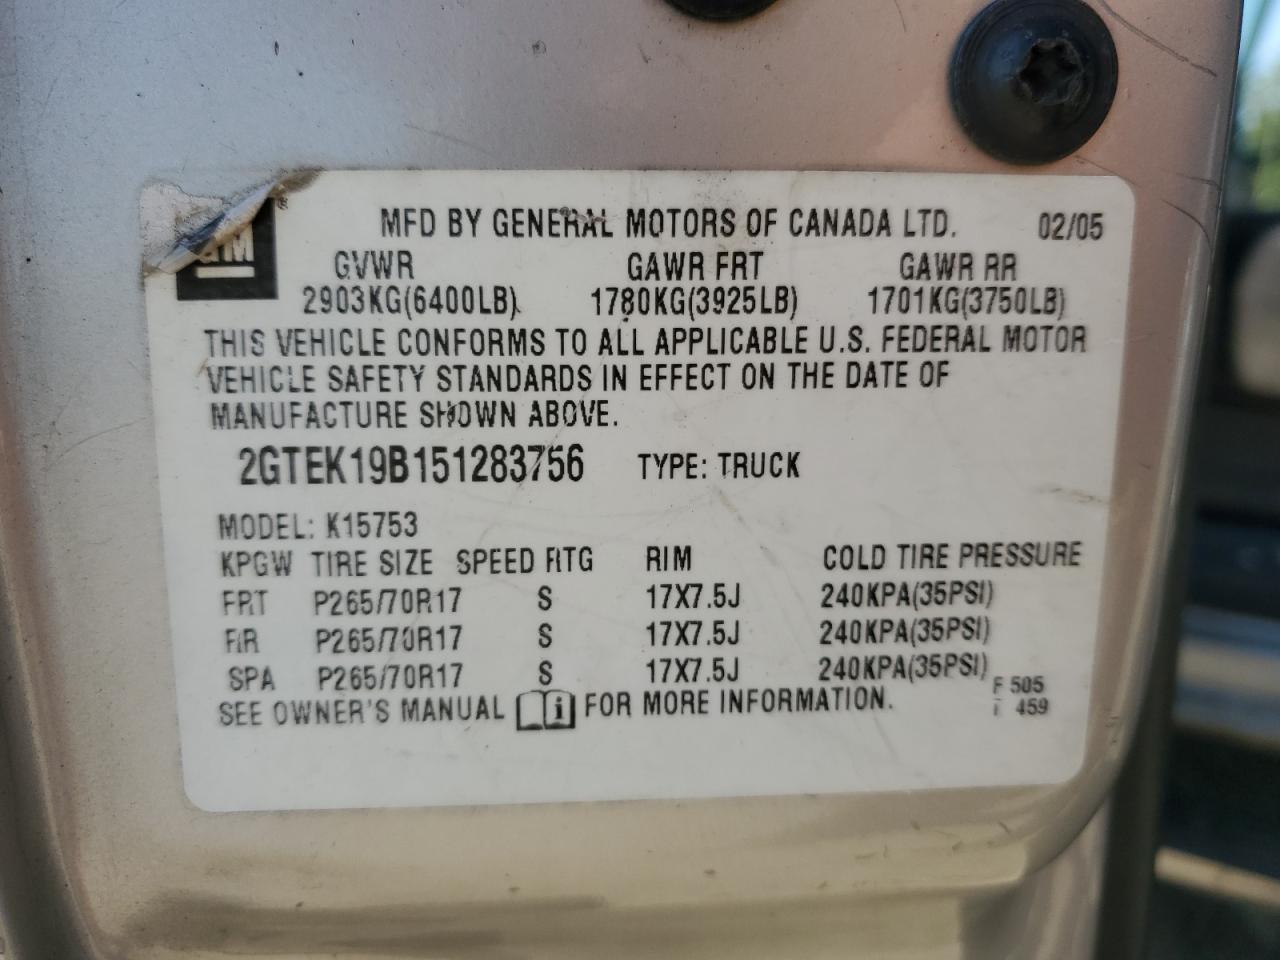 GM ®
MFD BY GENERAL MOTORS OF CANADA LTD. 02/05
GVWR GAWR FRT GAWR RR
2903KG(6400LB) 1780KG(3925LB) 1701KG(3750LB)
THIS VEHICLE CONFORMS TO ALL APPLICABLE U.S. FEDERAL MOTOR
VEHICLE SAFETY STANDARDS IN EFFECT ON THE DATE OF
MANUFACTURE SHOWN ABOVE.
2GTEK19B151283756 TYPE: TRUCK
MODEL: K15753
KPGW TIRE SIZE SPEED RTG RIM COLD TIRE PRESSURE
FRT P265/70R17 S 17X7.5J 240KPA(35PSI)
RR P265/70R17 S 17X7.5J 240KPA(35PSI)
SPA P265/70R17 S 17X7.5J 240KPA(35PSI)
SEE OWNER'S MANUAL i FOR MORE INFORMATION.
F 505
T 459